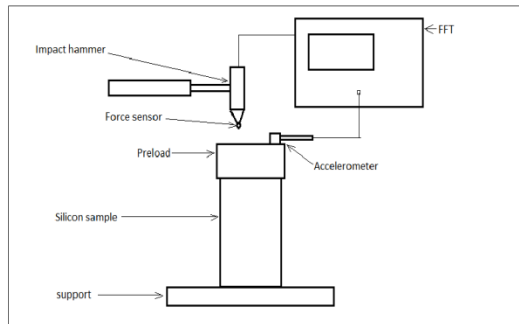 FFT
Impact hammer
Force sensor
Preload
Accelerometer
Silicon sample
support